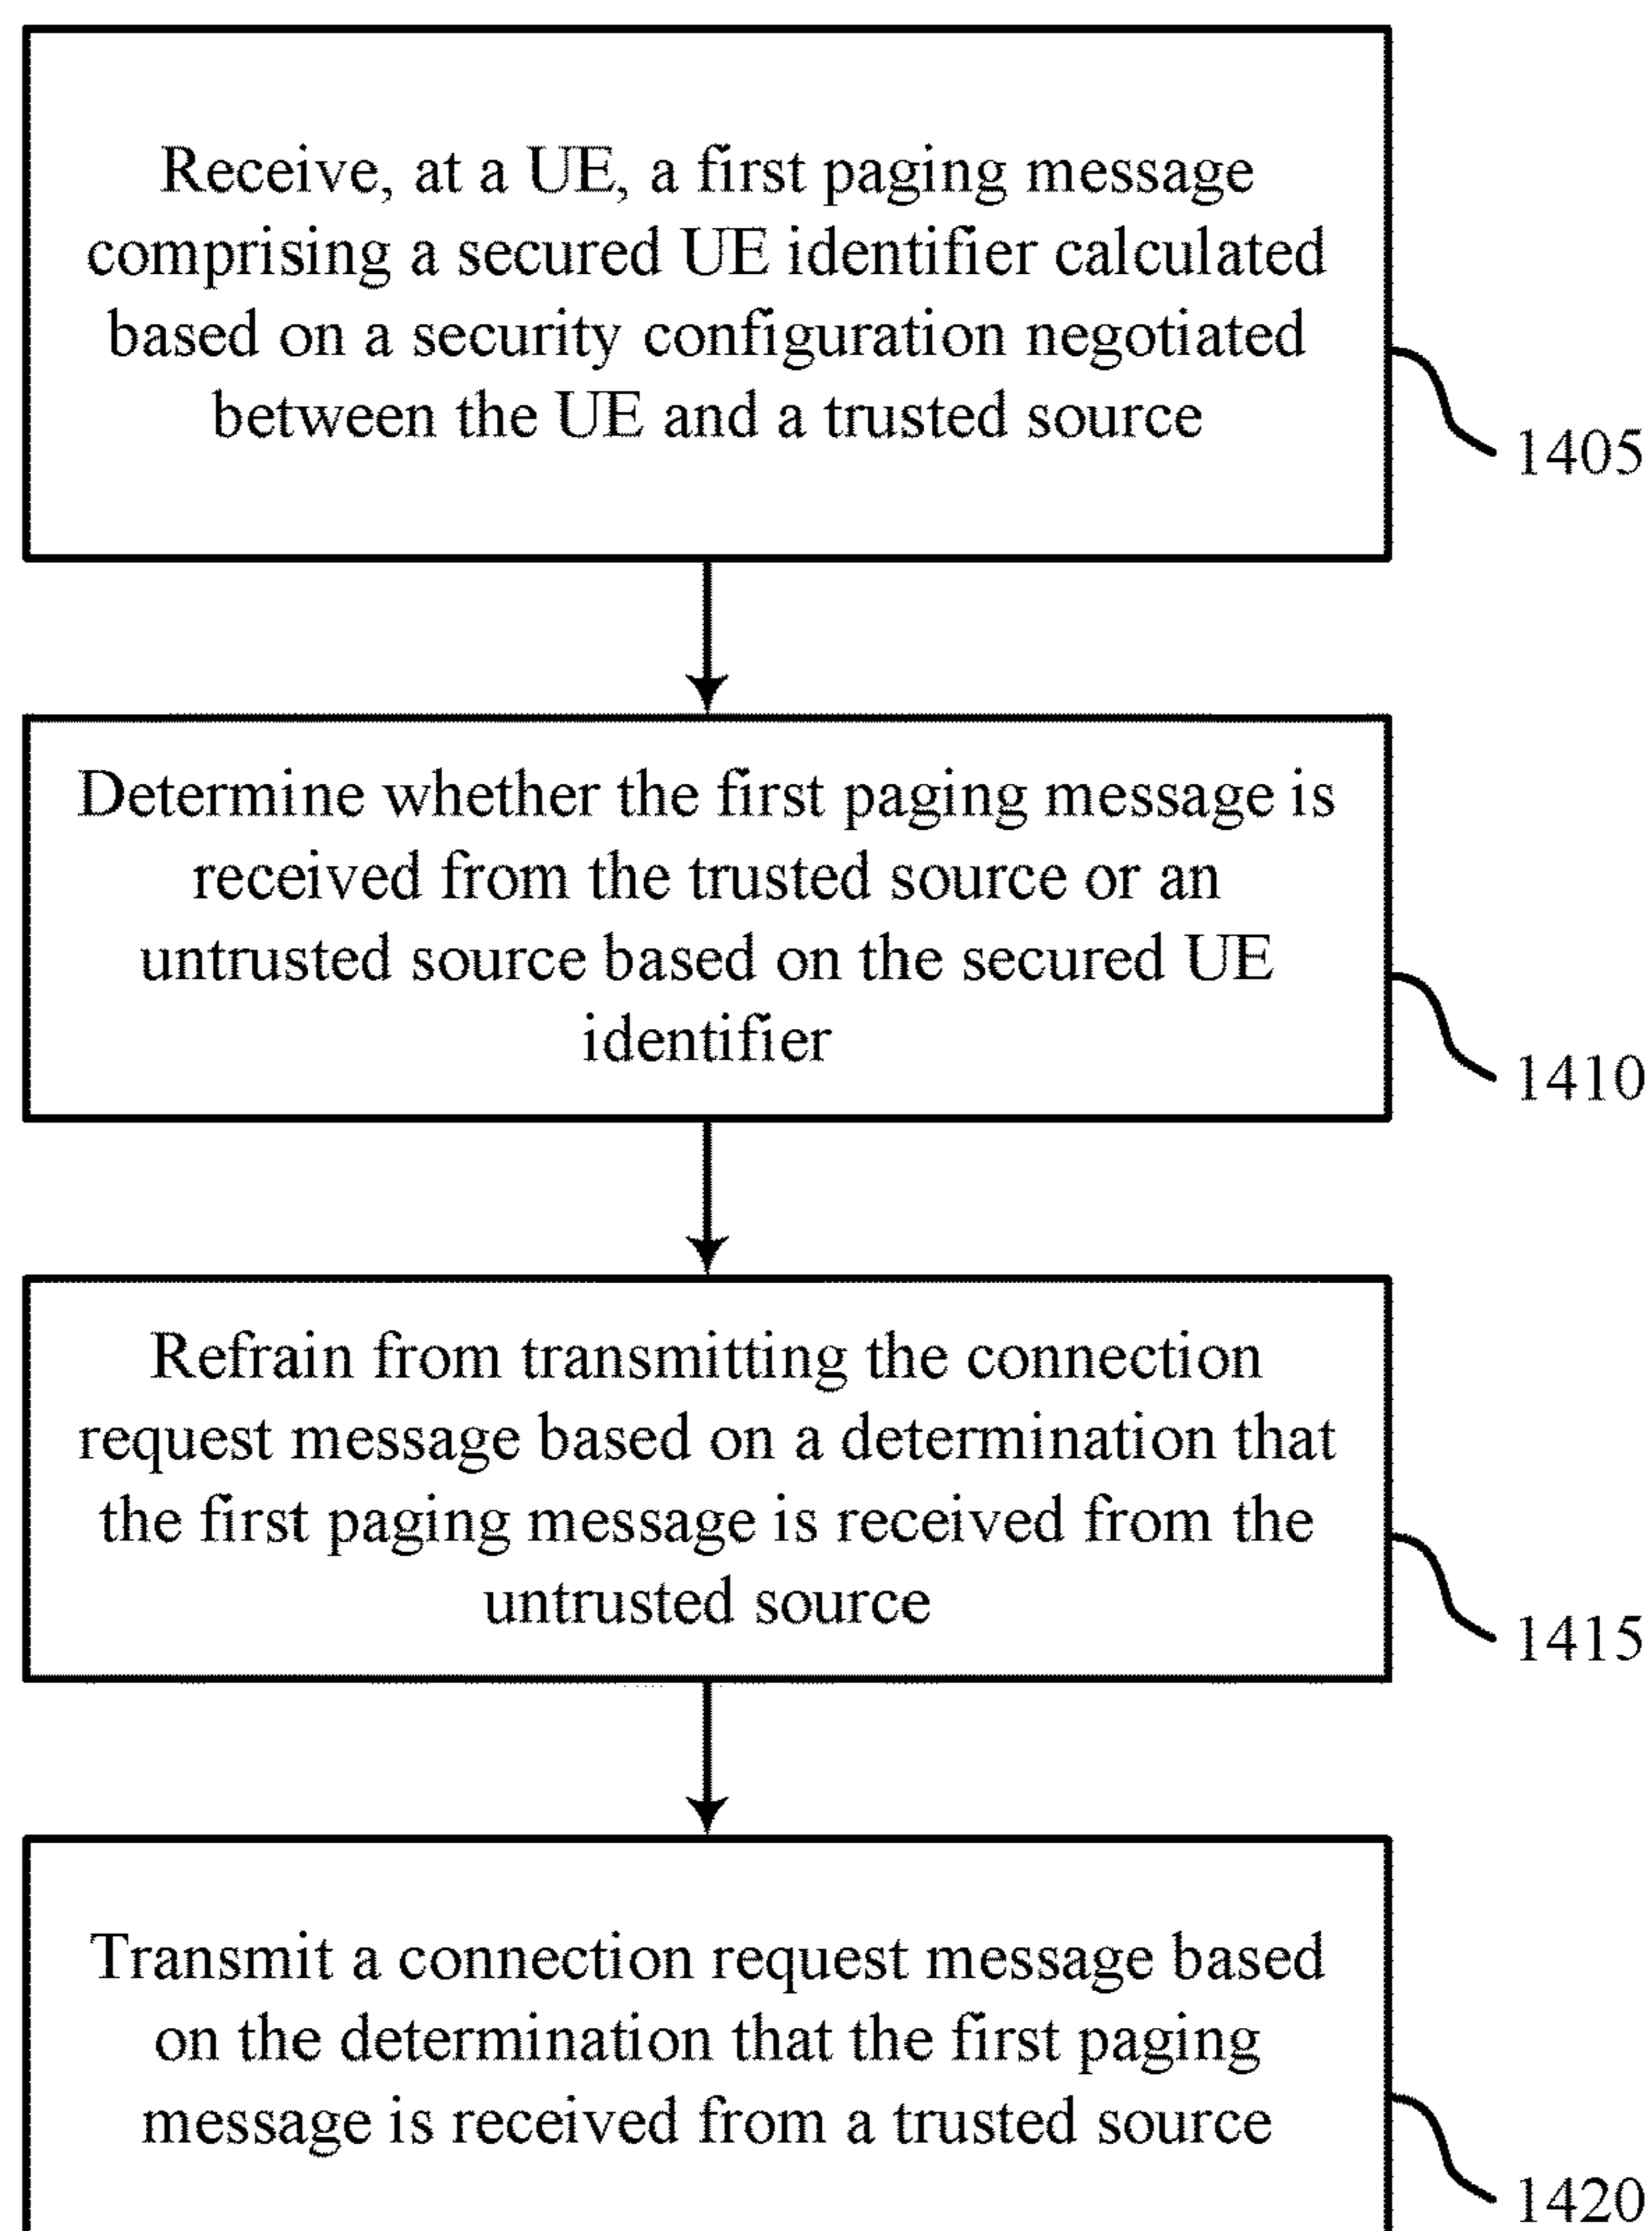 Receive, at a UE, a first paging message
comprising a secured UE identifier calculated
based on a security configuration negotiated
between the UE and a trusted source
1405
Determine whether the first paging message is
received from the trusted source or an
untrusted source based on the secured UE
identifier
1410
Refrain from transmitting the connection
request message based on a determination that
the first paging message is received from the
untrusted source
1415
Transmit a connection request message based
on the determination that the first paging
message is received from a trusted source
1420